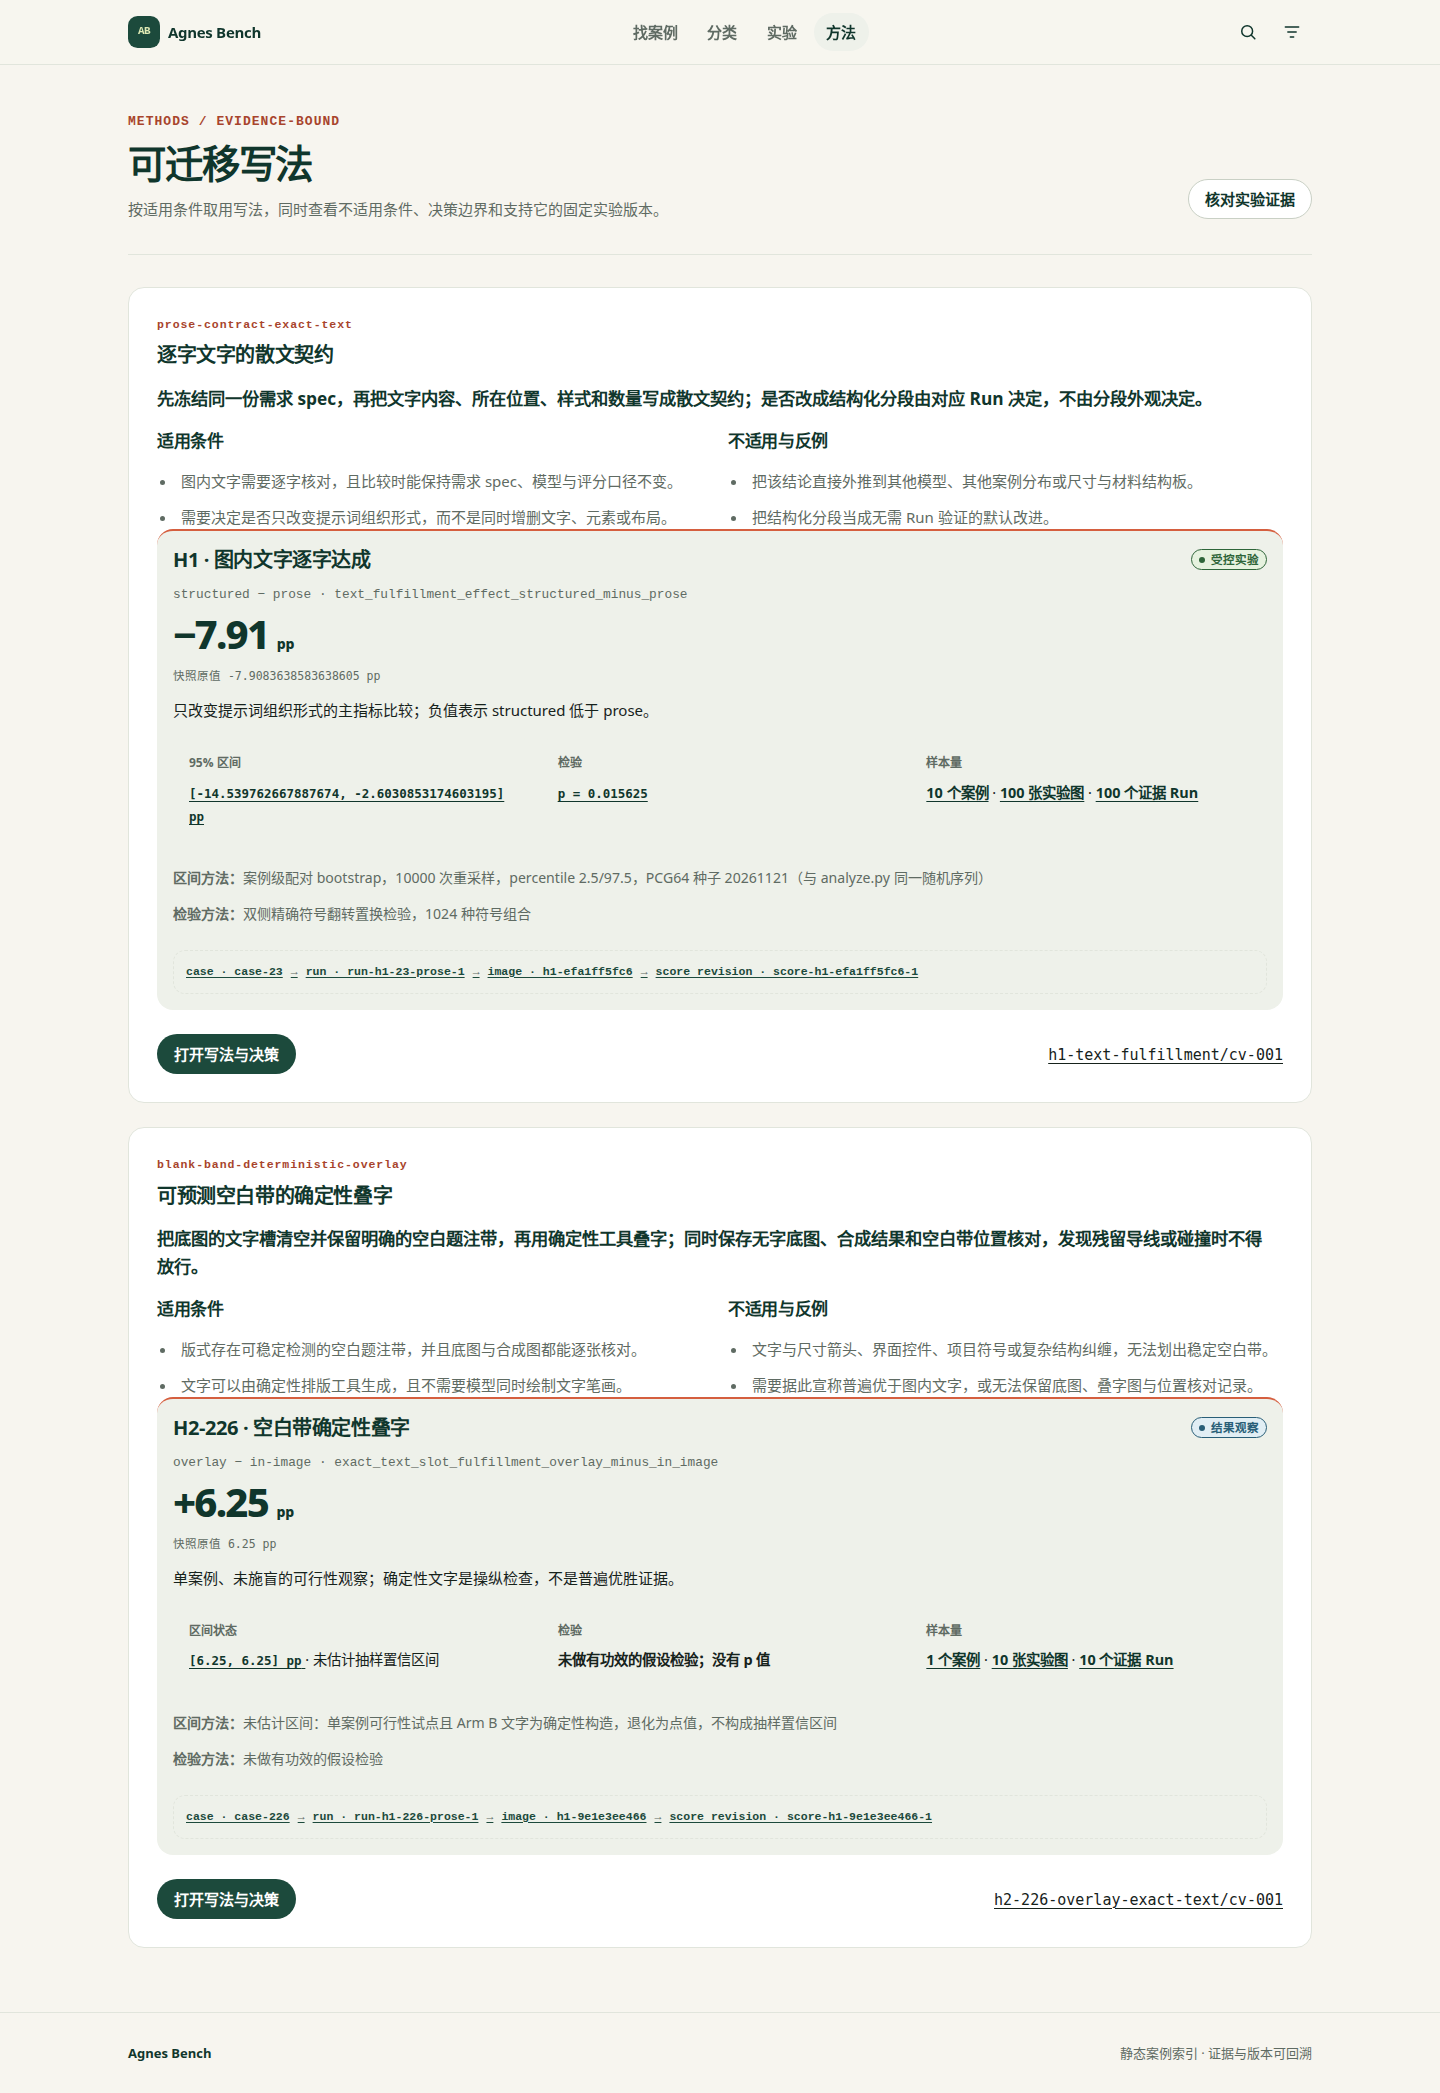 AB Agnes Bench 找案例 分类 实验 方法
METHODS / EVIDENCE-BOUND
可迁移写法
按适用条件取用写法，同时查看不适用条件、决策边界和支持它的固定实验版本。
核对实验证据
prose-contract-exact-text
逐字文字的散文契约
先冻结同一份需求 spec，再把文字内容、所在位置、样式和数量写成散文契约；是否改成结构化分段由对应 Run 决定，不由分段外观决定。
适用条件
图内文字需要逐字核对，且比较时能保持需求 spec、模型与评分口径不变。
需要决定是否只改变提示词组织形式，而不是同时增删文字、元素或布局。
不适用与反例
把该结论直接外推到其他模型、其他案例分布或尺寸与材料结构板。
把结构化分段当成无需 Run 验证的默认改进。
H1 · 图内文字逐字达成
受控实验
structured − prose · text_fulfillment_effect_structured_minus_prose
−7.91 pp
快照原值 -7.9083638583638605 pp
只改变提示词组织形式的主指标比较；负值表示 structured 低于 prose。
95% 区间
[-14.539762667887674, -2.6030853174603195]
pp
检验
p = 0.015625
样本量
10 个案例 · 100 张实验图 · 100 个证据 Run
区间方法：案例级配对 bootstrap，10000 次重采样，percentile 2.5/97.5，PCG64 种子 20261121（与 analyze.py 同一随机序列）
检验方法：双侧精确符号翻转置换检验，1024 种符号组合
case · case-23 → run · run-h1-23-prose-1 → image · h1-efa1ff5fc6 → score revision · score-h1-efa1ff5fc6-1
打开写法与决策
h1-text-fulfillment/cv-001
blank-band-deterministic-overlay
可预测空白带的确定性叠字
把底图的文字槽清空并保留明确的空白题注带，再用确定性工具叠字；同时保存无字底图、合成结果和空白带位置核对，发现残留导线或碰撞时不得
放行。
适用条件
版式存在可稳定检测的空白题注带，并且底图与合成图都能逐张核对。
文字可以由确定性排版工具生成，且不需要模型同时绘制文字笔画。
不适用与反例
文字与尺寸箭头、界面控件、项目符号或复杂结构纠缠，无法划出稳定空白带。
需要据此宣称普遍优于图内文字，或无法保留底图、叠字图与位置核对记录。
H2-226 · 空白带确定性叠字
结果观察
overlay − in-image · exact_text_slot_fulfillment_overlay_minus_in_image
+6.25 pp
快照原值 6.25 pp
单案例、未施盲的可行性观察；确定性文字是操纵检查，不是普遍优胜证据。
区间状态
[6.25, 6.25] pp · 未估计抽样置信区间
检验
未做有功效的假设检验；没有 p 值
样本量
1 个案例 · 10 张实验图 · 10 个证据 Run
区间方法：未估计区间：单案例可行性试点且 Arm B 文字为确定性构造，退化为点值，不构成抽样置信区间
检验方法：未做有功效的假设检验
case · case-226 → run · run-h1-226-prose-1 → image · h1-9e1e3ee466 → score revision · score-h1-9e1e3ee466-1
打开写法与决策
h2-226-overlay-exact-text/cv-001
Agnes Bench
静态案例索引 · 证据与版本可回溯